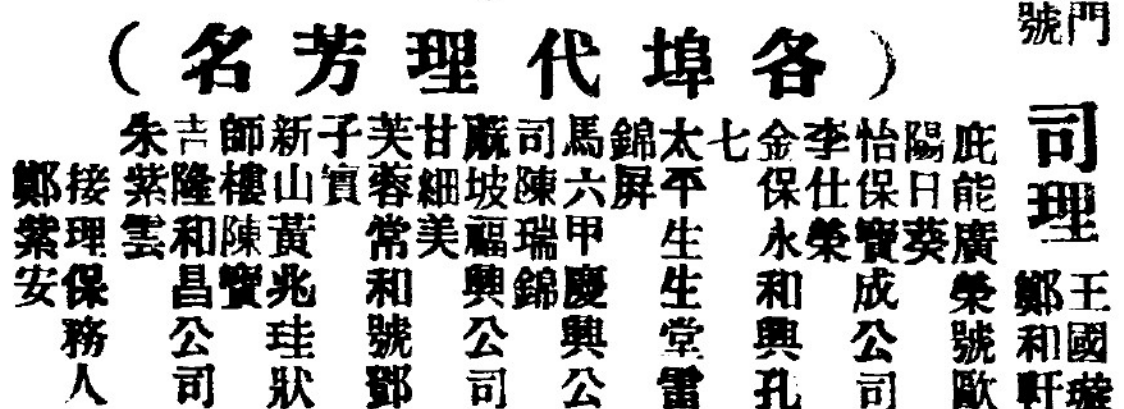 門
號
司理
王國璇
鄭和軒
(各埠代理芳名)
庇能廣榮號歐
陽日葵
怡保寶成公司
李仕榮
金保永和興孔
七
太平生生堂雷
錦屏
馬六甲慶興公
司陳瑞錦
蔴坡福興公司
甘細美
芙蓉常和號鄧
子實
新山黃兆珪狀
師樓陳寶
吉隆和昌公司
朱紫雲
接理保務人
鄭紫安